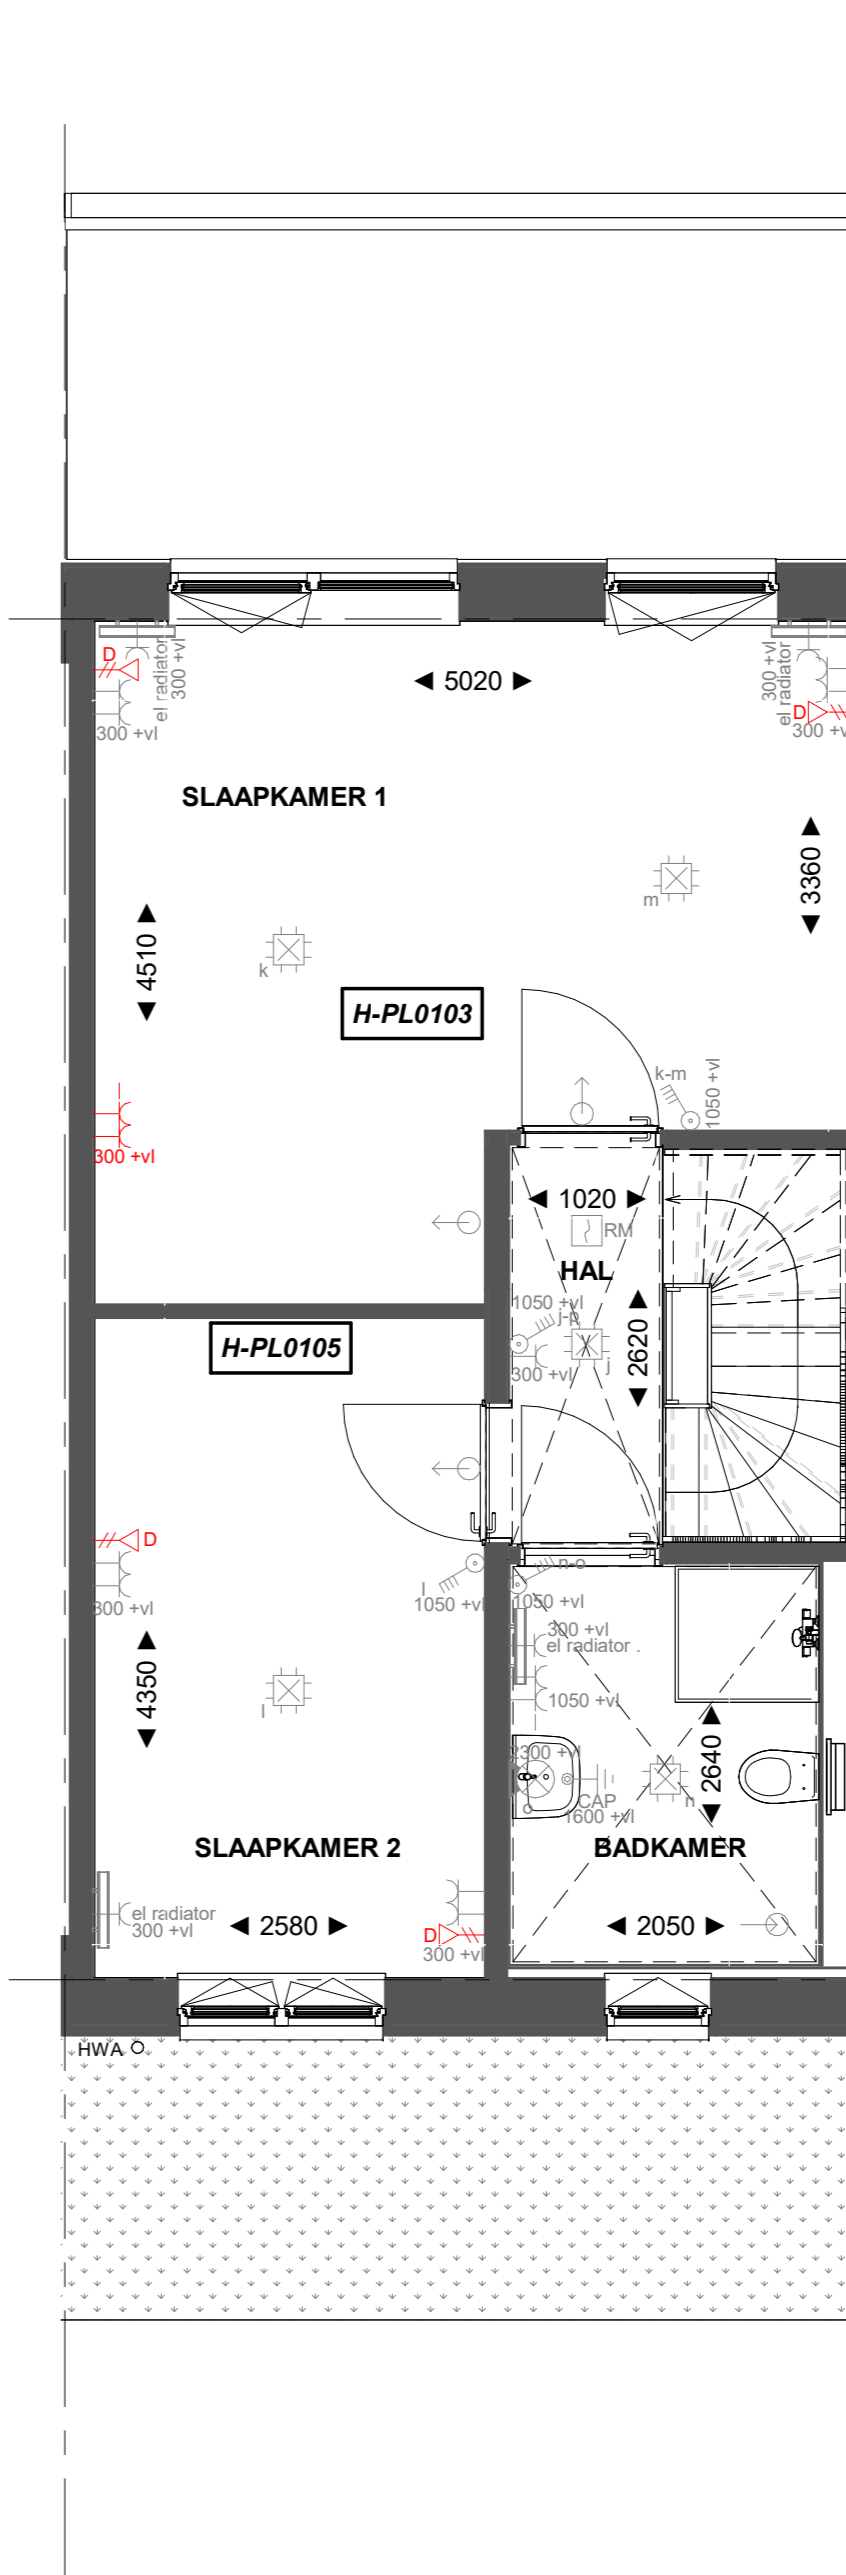 D
el radiator
300 +vl
300 +vl
5020
300 +vl
el radiator
D
300 +v
SLAAPKAMER 1
3360
m
4510
k
H-PL0103
k-m
1050 +vl
300 +vl
1020
RM
HAL
1050 +vl
j-p
2620
j
300 +vl
H-PL0105
D
300 +vl
l
1050 +vl
n-o
1050 +vl
300 +vl
el radiator .
4350
l
1050 +vl
2640
2300 +vl
CAP
n
o
1600 +vl
SLAAPKAMER 2
BADKAMER
el radiator
300 +vl
2580
D
300 +vl
2050
HWA